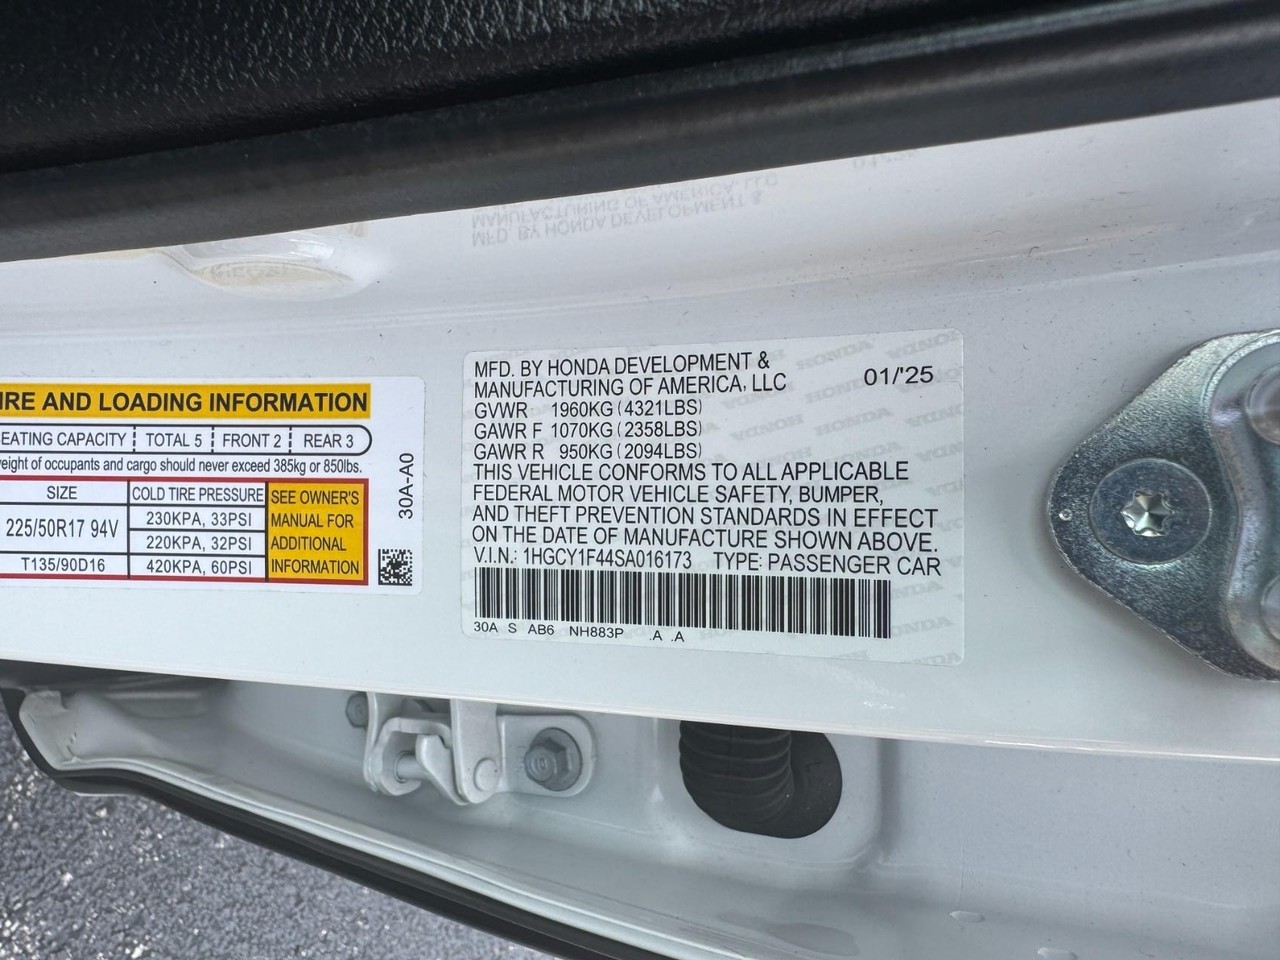 IRE AND LOADING INFORMATION
EATING CAPACITY TOTAL 5 FRONT 2 REAR 3
eight of occupants and cargo should never exceed 385kg or 850lbs.
SIZE COLD TIRE PRESSURE
225/50R17 94V
230KPA, 33PSI
220KPA, 32PSI
T135/90D16 420KPA, 60PSI
SEE OWNER'S
MANUAL FOR
ADDITIONAL
INFORMATION
30A-A0
MFD. BY HONDA DEVELOPMENT &
MANUFACTURING OF AMERICA, LLC 01/'25
GVWR 1960KG (4321LBS)
GAWR F 1070KG (2358LBS)
GAWR R 950KG (2094LBS)
THIS VEHICLE CONFORMS TO ALL APPLICABLE
FEDERAL MOTOR VEHICLE SAFETY, BUMPER,
AND THEFT PREVENTION STANDARDS IN EFFECT
ON THE DATE OF MANUFACTURE SHOWN ABOVE.
V.I.N.: 1HGCY1F44SA016173 TYPE: PASSENGER CAR
30A S AB6 NH883P .A .A